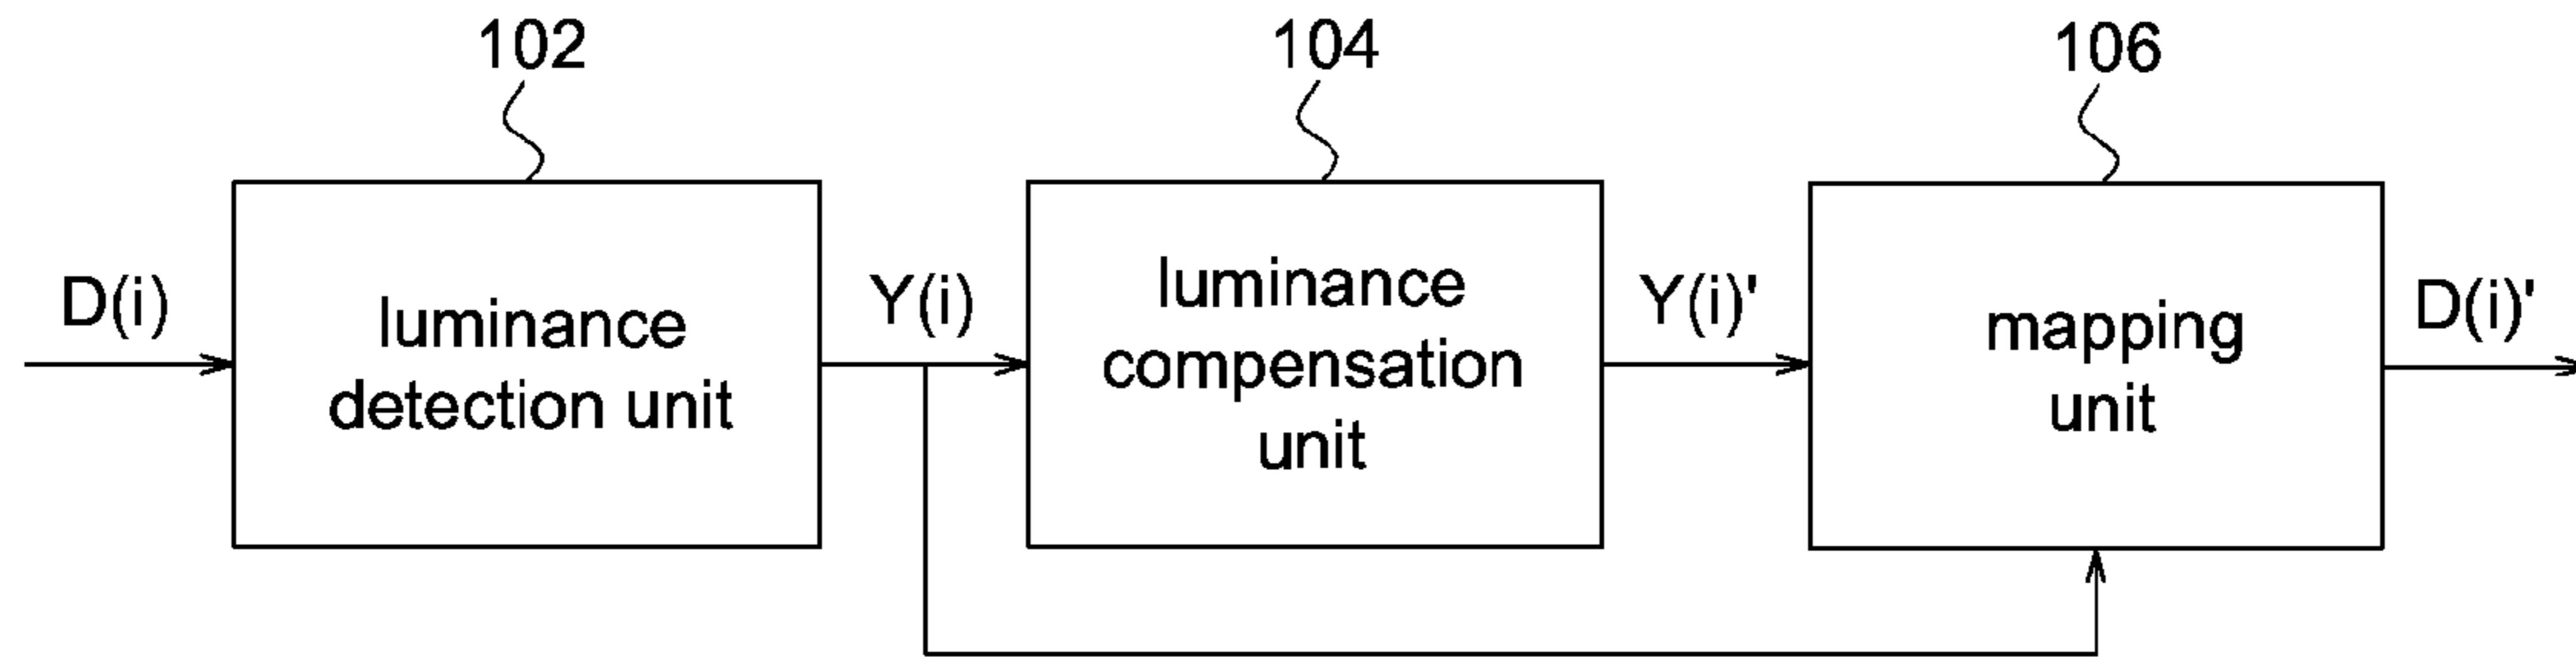 102
104
106
D(i)
luminance
detection unit
Y(i)
luminance
compensation
unit
Y(i)'
mapping
unit
D(i)'